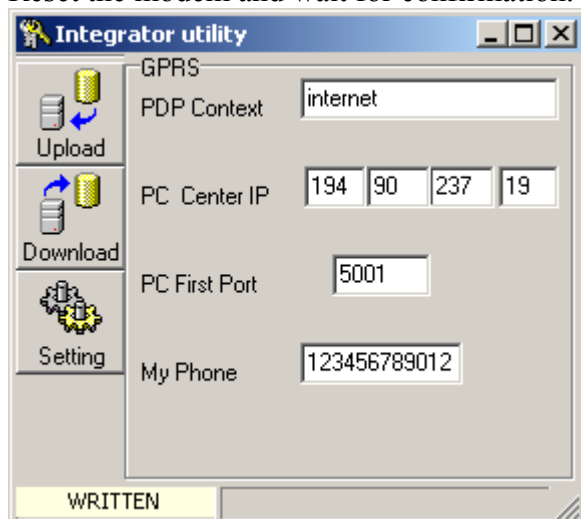 Reset the modem and wait for confirmation.
Integrator utility
GPRS
PDP Context
internet
Upload
PC Center IP
194 90 237 19
Download
PC First Port
5001
Setting
My Phone
123456789012
WRITTEN